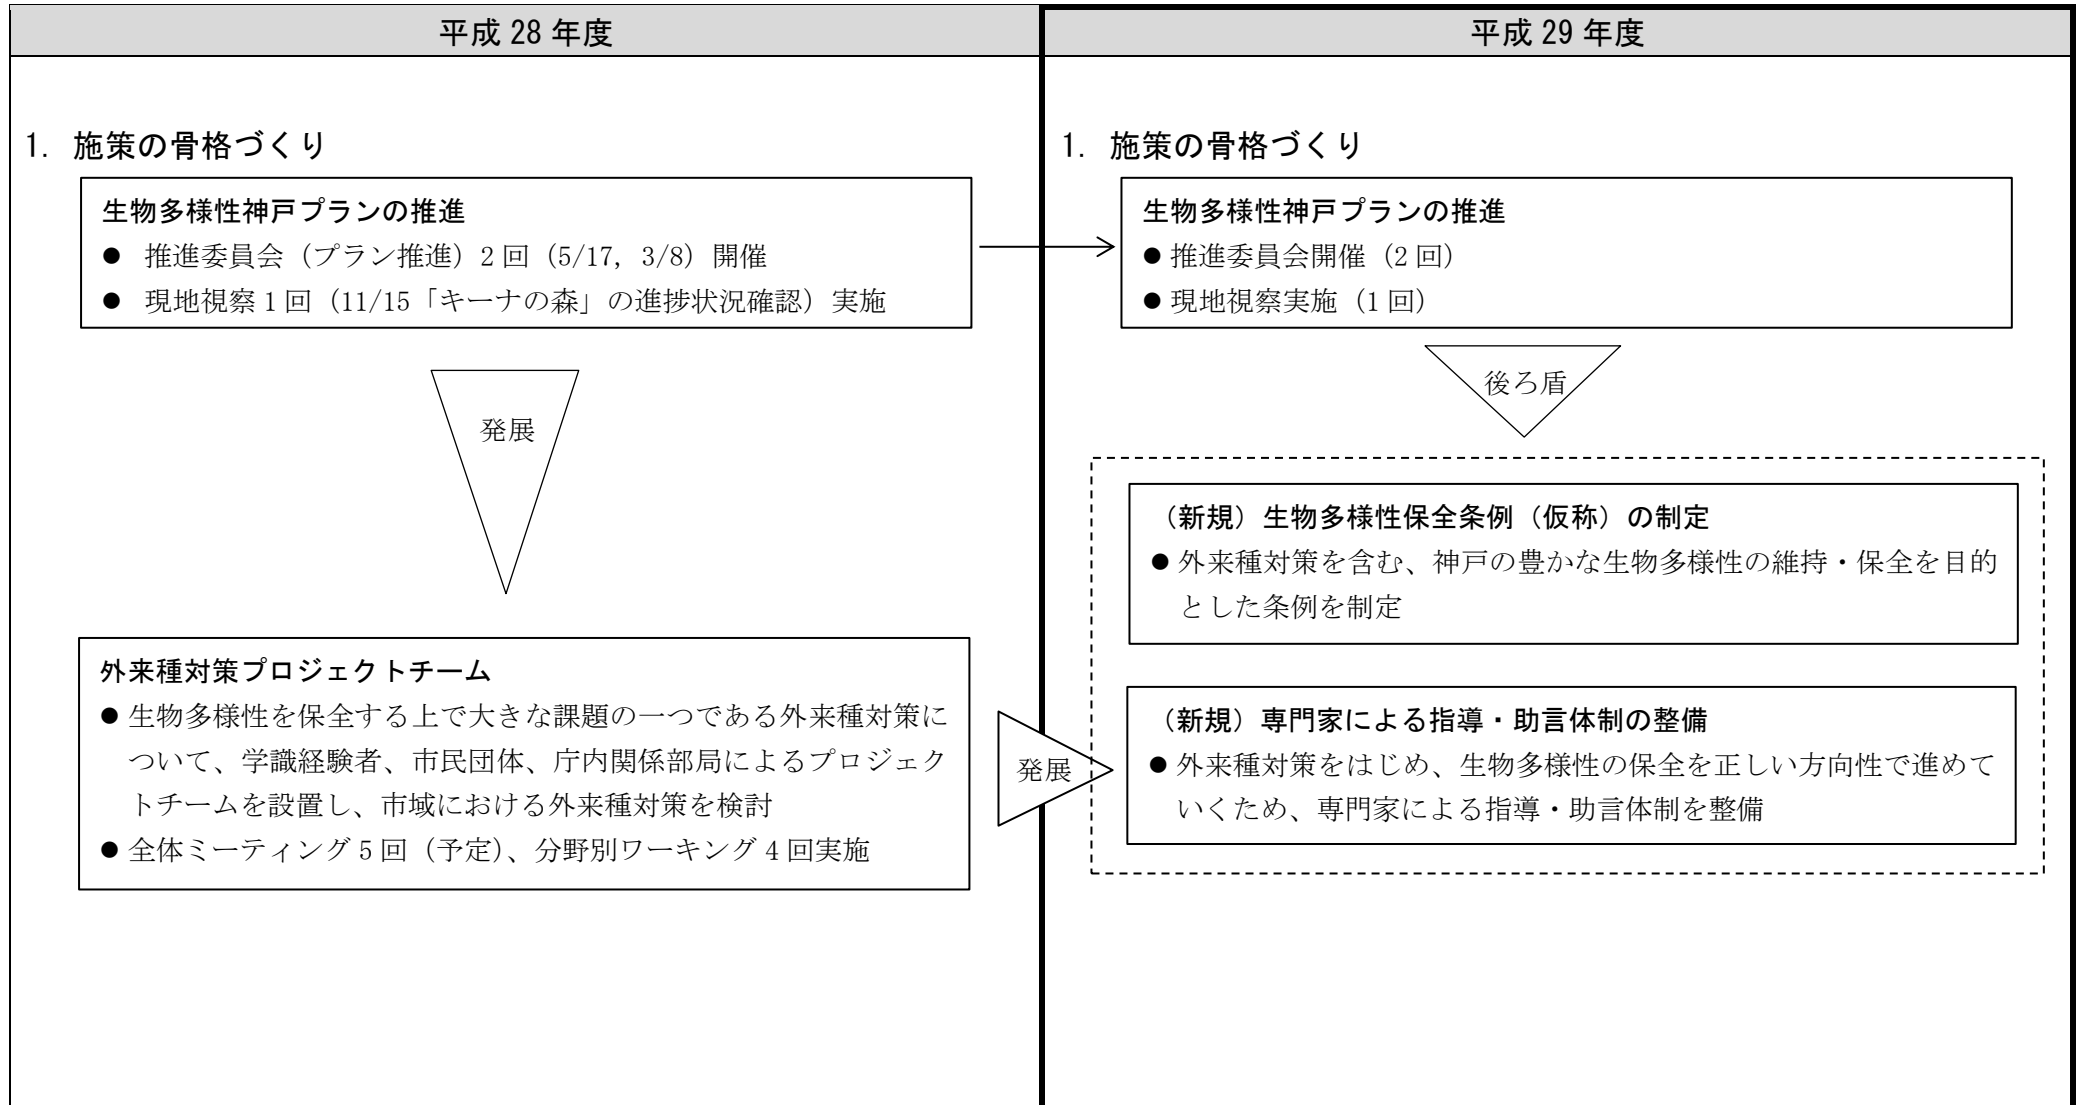 平成 28 年度
1. 施策の骨格づくり
生物多様性神戸プランの推進
● 推進委員会（プラン推進）2 回（5/17, 3/8）開催
● 現地視察 1 回（11/15「キーナの森」の進捗状況確認）実施
発展
外来種対策プロジェクトチーム
● 生物多様性を保全する上で大きな課題の一つである外来種対策に
ついて、学識経験者、市民団体、庁内関係部局によるプロジェク
トチームを設置し、市域における外来種対策を検討
● 全体ミーティング 5 回（予定）、分野別ワーキング 4 回実施
発展
平成 29 年度
1. 施策の骨格づくり
生物多様性神戸プランの推進
● 推進委員会開催（2 回）
● 現地視察実施（1 回）
後ろ盾
（新規）生物多様性保全条例（仮称）の制定
● 外来種対策を含む、神戸の豊かな生物多様性の維持・保全を目的
とした条例を制定
（新規）専門家による指導・助言体制の整備
● 外来種対策をはじめ、生物多様性の保全を正しい方向性で進めて
いくため、専門家による指導・助言体制を整備